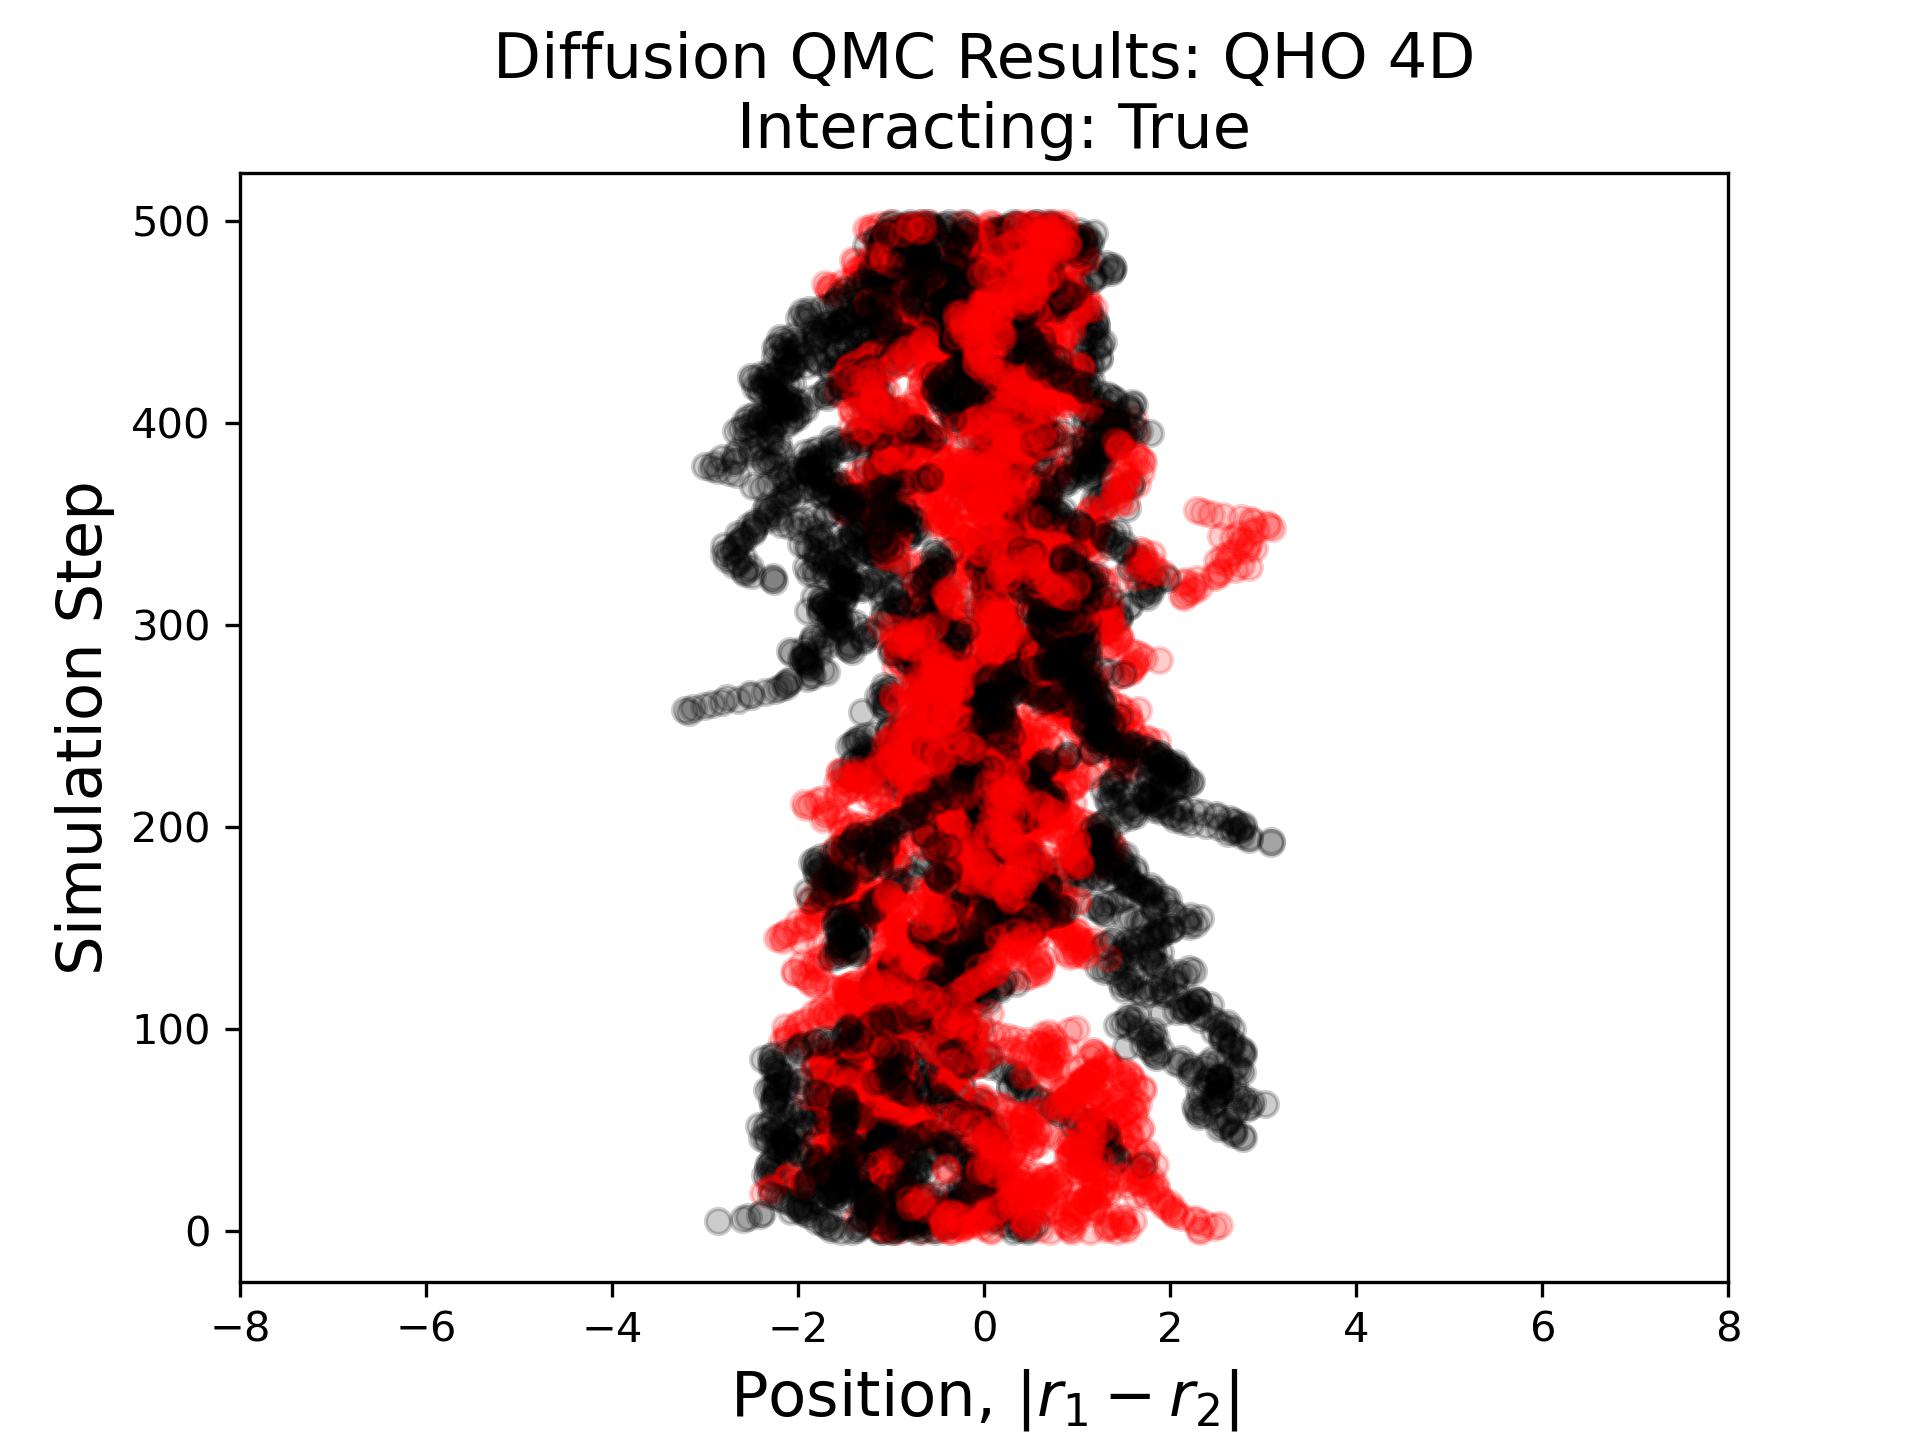 Diffusion QMC Results: QHO 4D
Interacting: True
Simulation Step
500
400
300
200
100
0
−8 −6 −4 −2 0 2 4 6 8
Position, |r₁ − r₂|